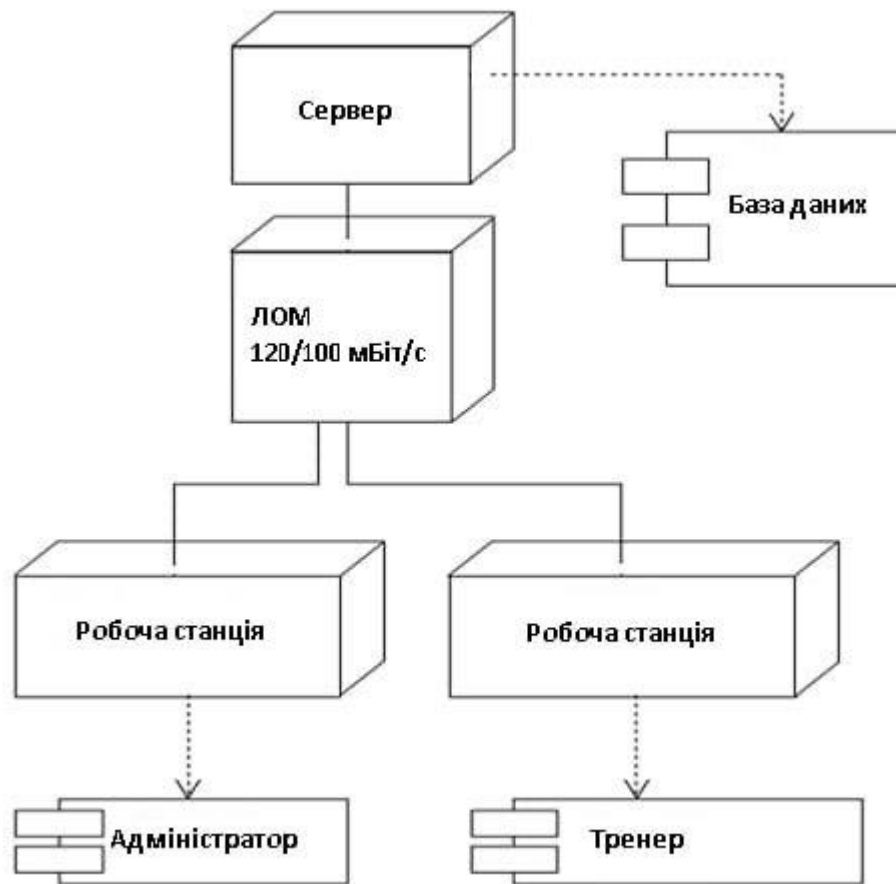 Сервер
База даних
ЛОМ
120/100 мБіт/с
Робоча станція
Робоча станція
Адміністратор
Тренер